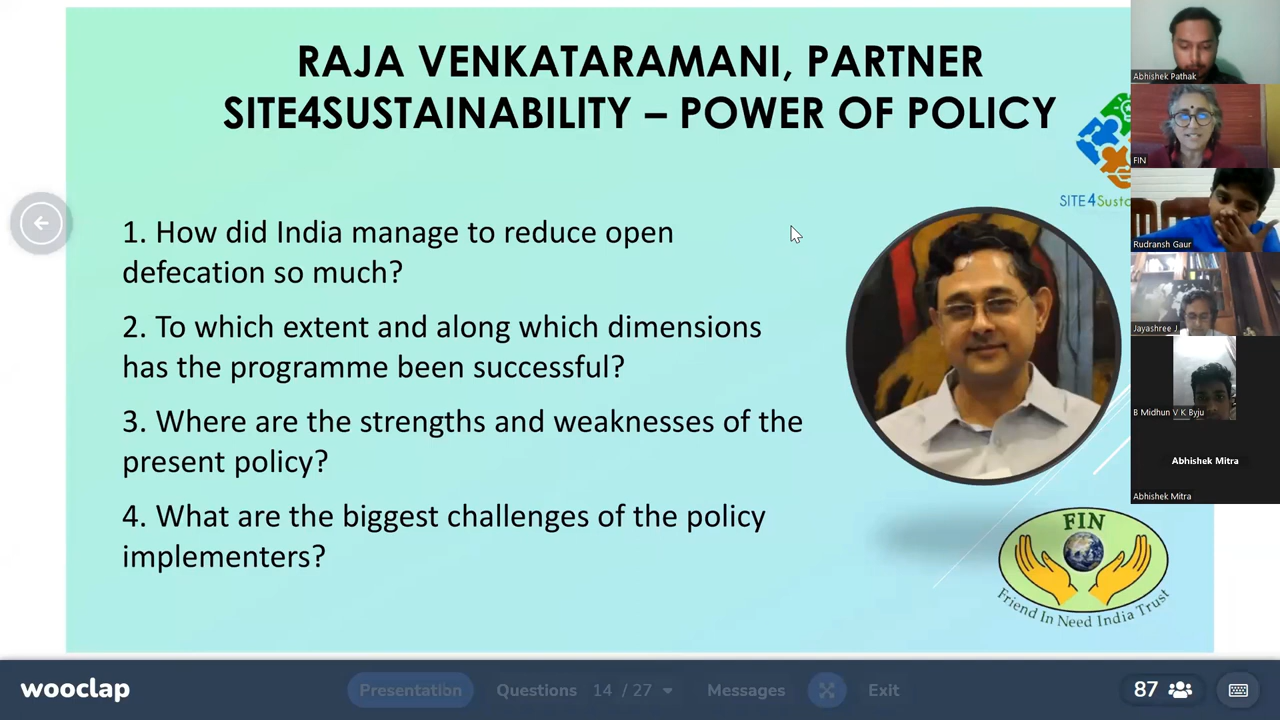 RAJA VENKATARAMANI, PARTNER
SITE4SUSTAINABILITY – POWER OF POLICY
SITE4Susta
1. How did India manage to reduce open
defecation so much?
2. To which extent and along which dimensions
has the programme been successful?
3. Where are the strengths and weaknesses of the
present policy?
4. What are the biggest challenges of the policy
implementers?
FIN
Friend In Need India Trust
Abhishek Pathak
FIN
Rudransh Gaur
Jayashree J
B Midhun V K Byju
Abhishek Mitra
Abhishek Mitra
wooclap
Presentation
Questions
14 / 27
Messages
Exit
87